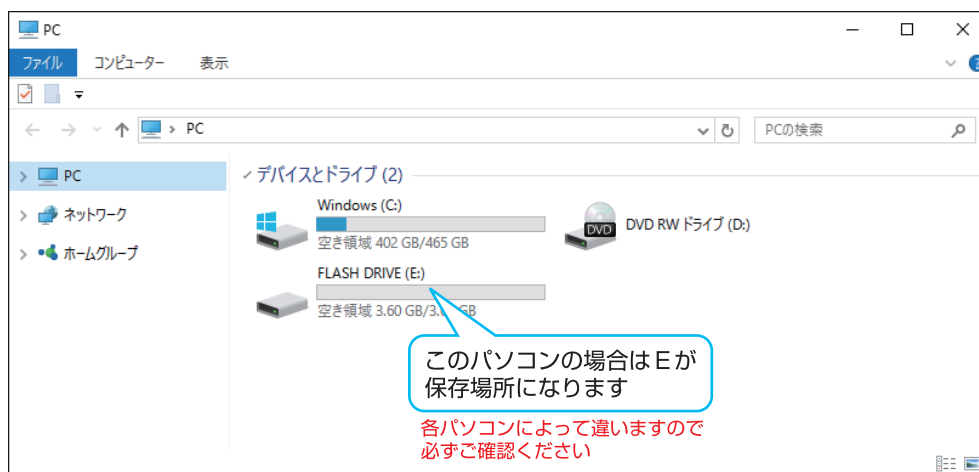 PC
ファイル コンピューター 表示
PC PCの検索
PC
ネットワーク
ホームグループ
デバイスとドライブ (2)
Windows (C:)
空き領域 402 GB/465 GB
DVD
DVD RW ドライブ (D:)
FLASH DRIVE (E:)
空き領域 3.60 GB/3. GB
このパソコンの場合はEが
保存場所になります
各パソコンによって違いますので
必ずご確認ください